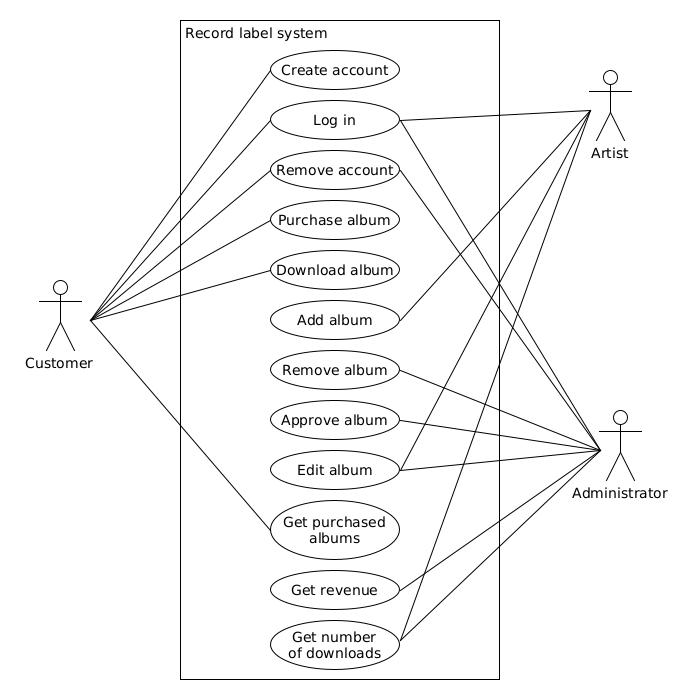 Record label system
Create account
Log in
Artist
Remove account
Purchase album
Download album
Add album
Customer
Remove album
Approve album
Edit album
Administrator
Get purchased
albums
Get revenue
Get number
of downloads